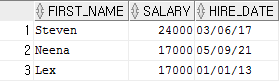 FIRST_NAME SALARY HIRE_DATE
1 Steven 24000 03/06/17
2 Neena 17000 05/09/21
3 Lex 17000 01/01/13